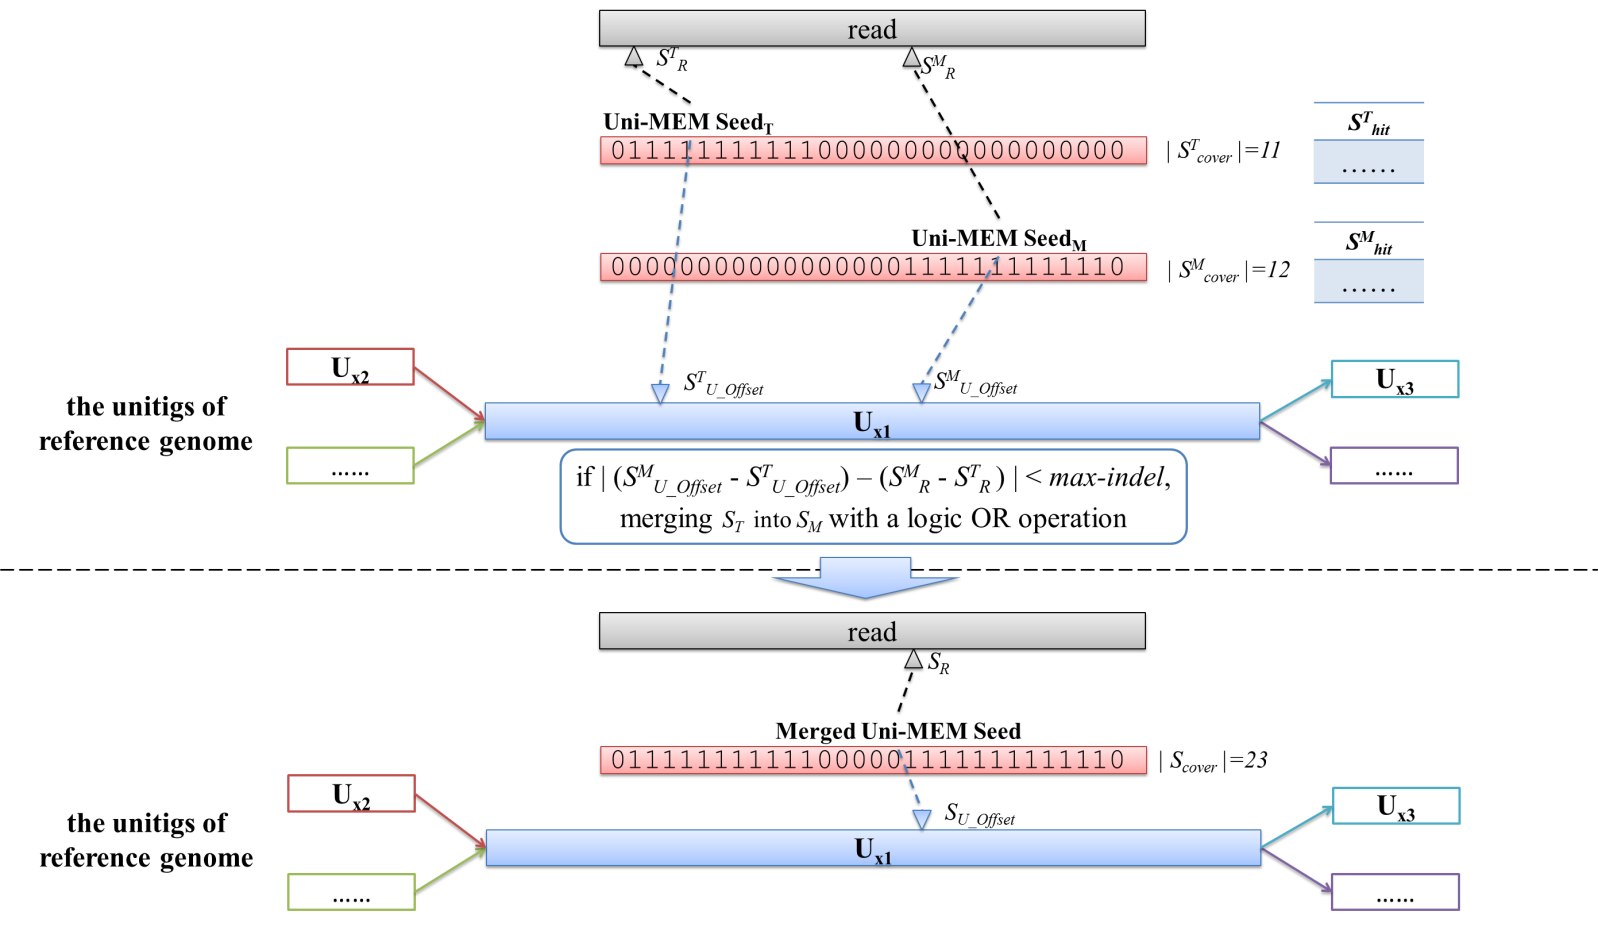 read
S^T_R
S^M_R
Uni-MEM Seed_T
011111111111000000000000000000
| S^T_cover |=11
S^T_hit
......
Uni-MEM Seed_M
000000000000000001111111111110
| S^M_cover |=12
S^M_hit
......
the unitigs of
reference genome
U_x2
......
S^T_U_Offset
S^M_U_Offset
U_x1
U_x3
......
if | (S^M_U_Offset - S^T_U_Offset) – (S^M_R - S^T_R ) | < max-indel,
merging S_T into S_M with a logic OR operation
read
S_R
Merged Uni-MEM Seed
011111111111000001111111111110
| S_cover |=23
the unitigs of
reference genome
U_x2
......
S_U_Offset
U_x1
U_x3
......